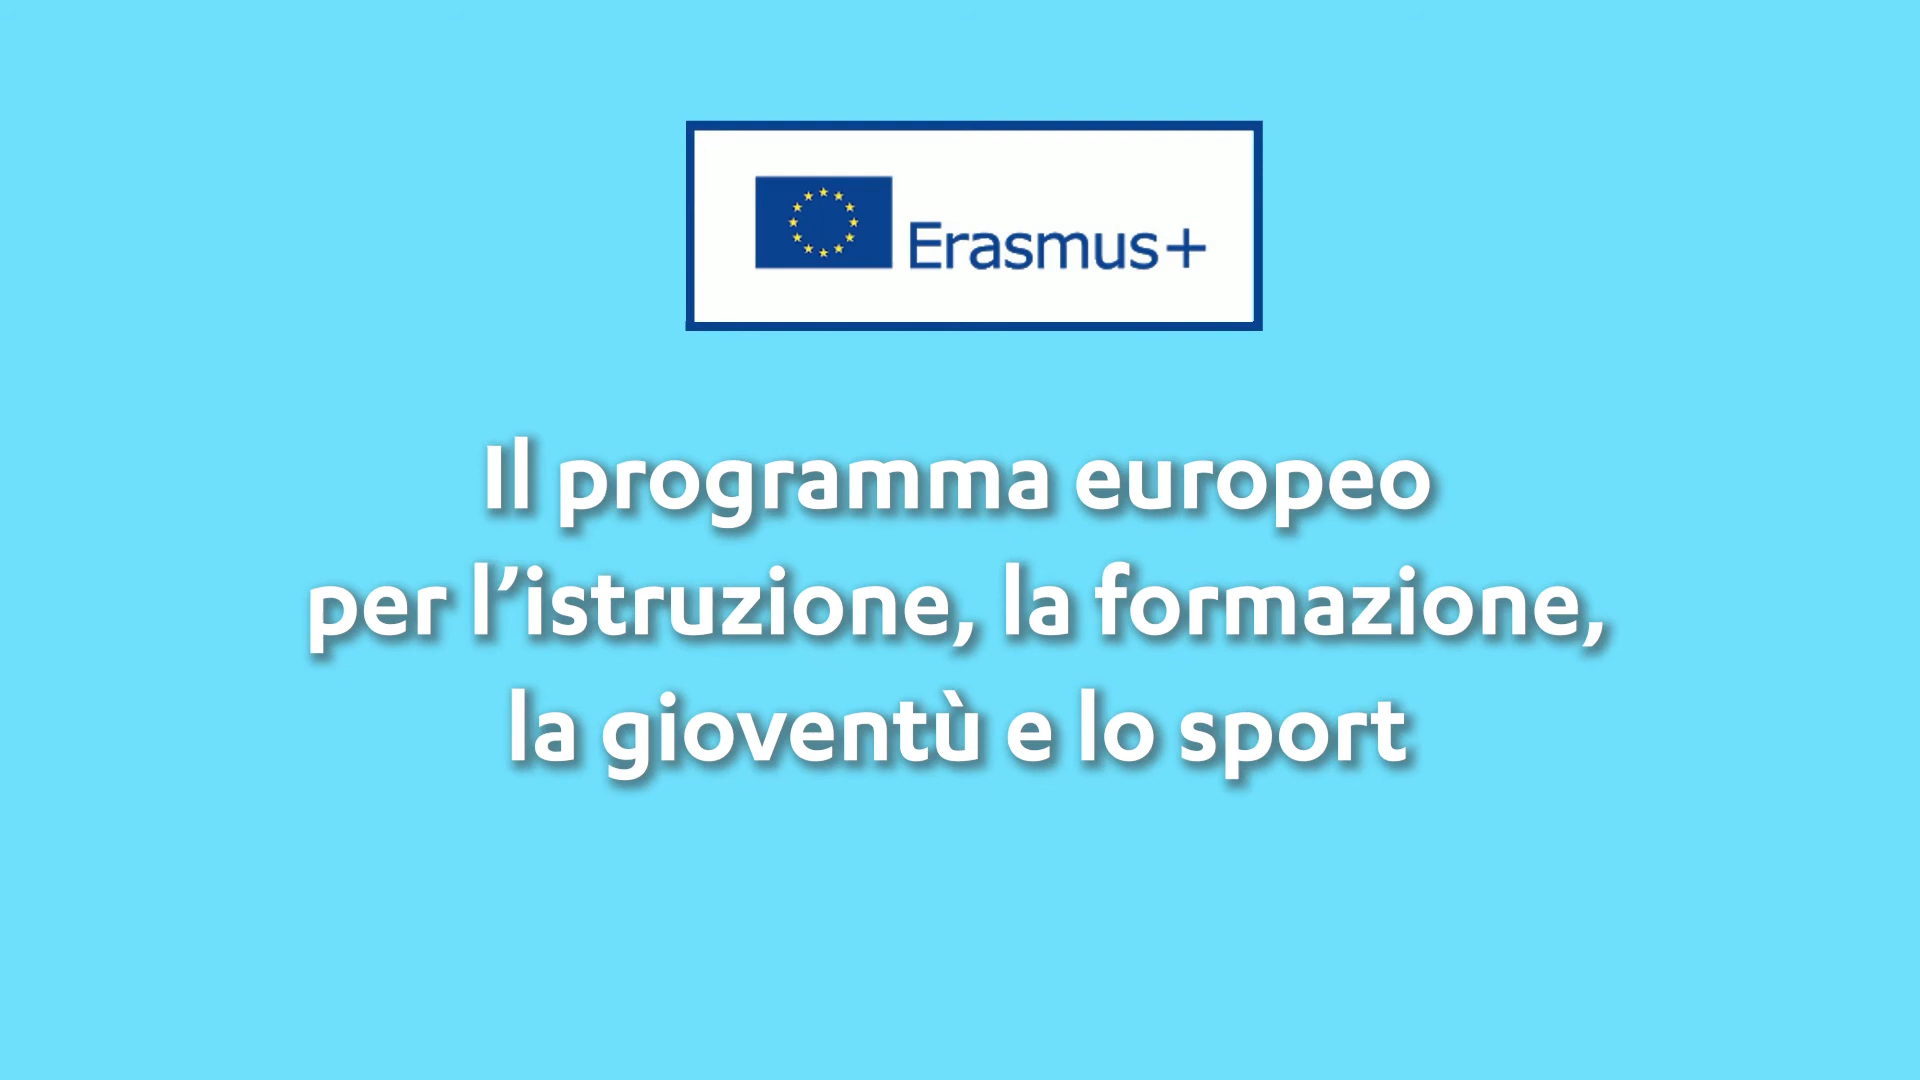 Erasmus+
Il programma europeo
per l’istruzione, la formazione,
la gioventù e lo sport